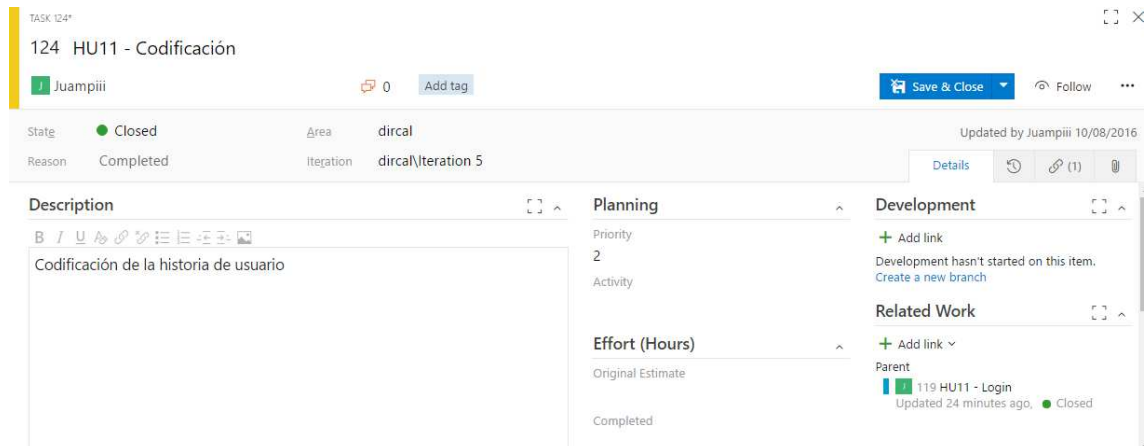 TASK 124*
124 HU11 - Codificación
J Juampiii
0
Add tag
Save & Close
Follow
State
Closed
Area
dircal
Updated by Juampiii 10/08/2016
Reason
Completed
Iteration
dircal\Iteration 5
Details
(1)
Description
B I U
Codificación de la historia de usuario
Planning
Priority
2
Activity
Effort (Hours)
Original Estimate
Completed
Development
+ Add link
Development hasn't started on this item.
Create a new branch
Related Work
+ Add link
Parent
J 119 HU11 - Login
Updated 24 minutes ago, Closed